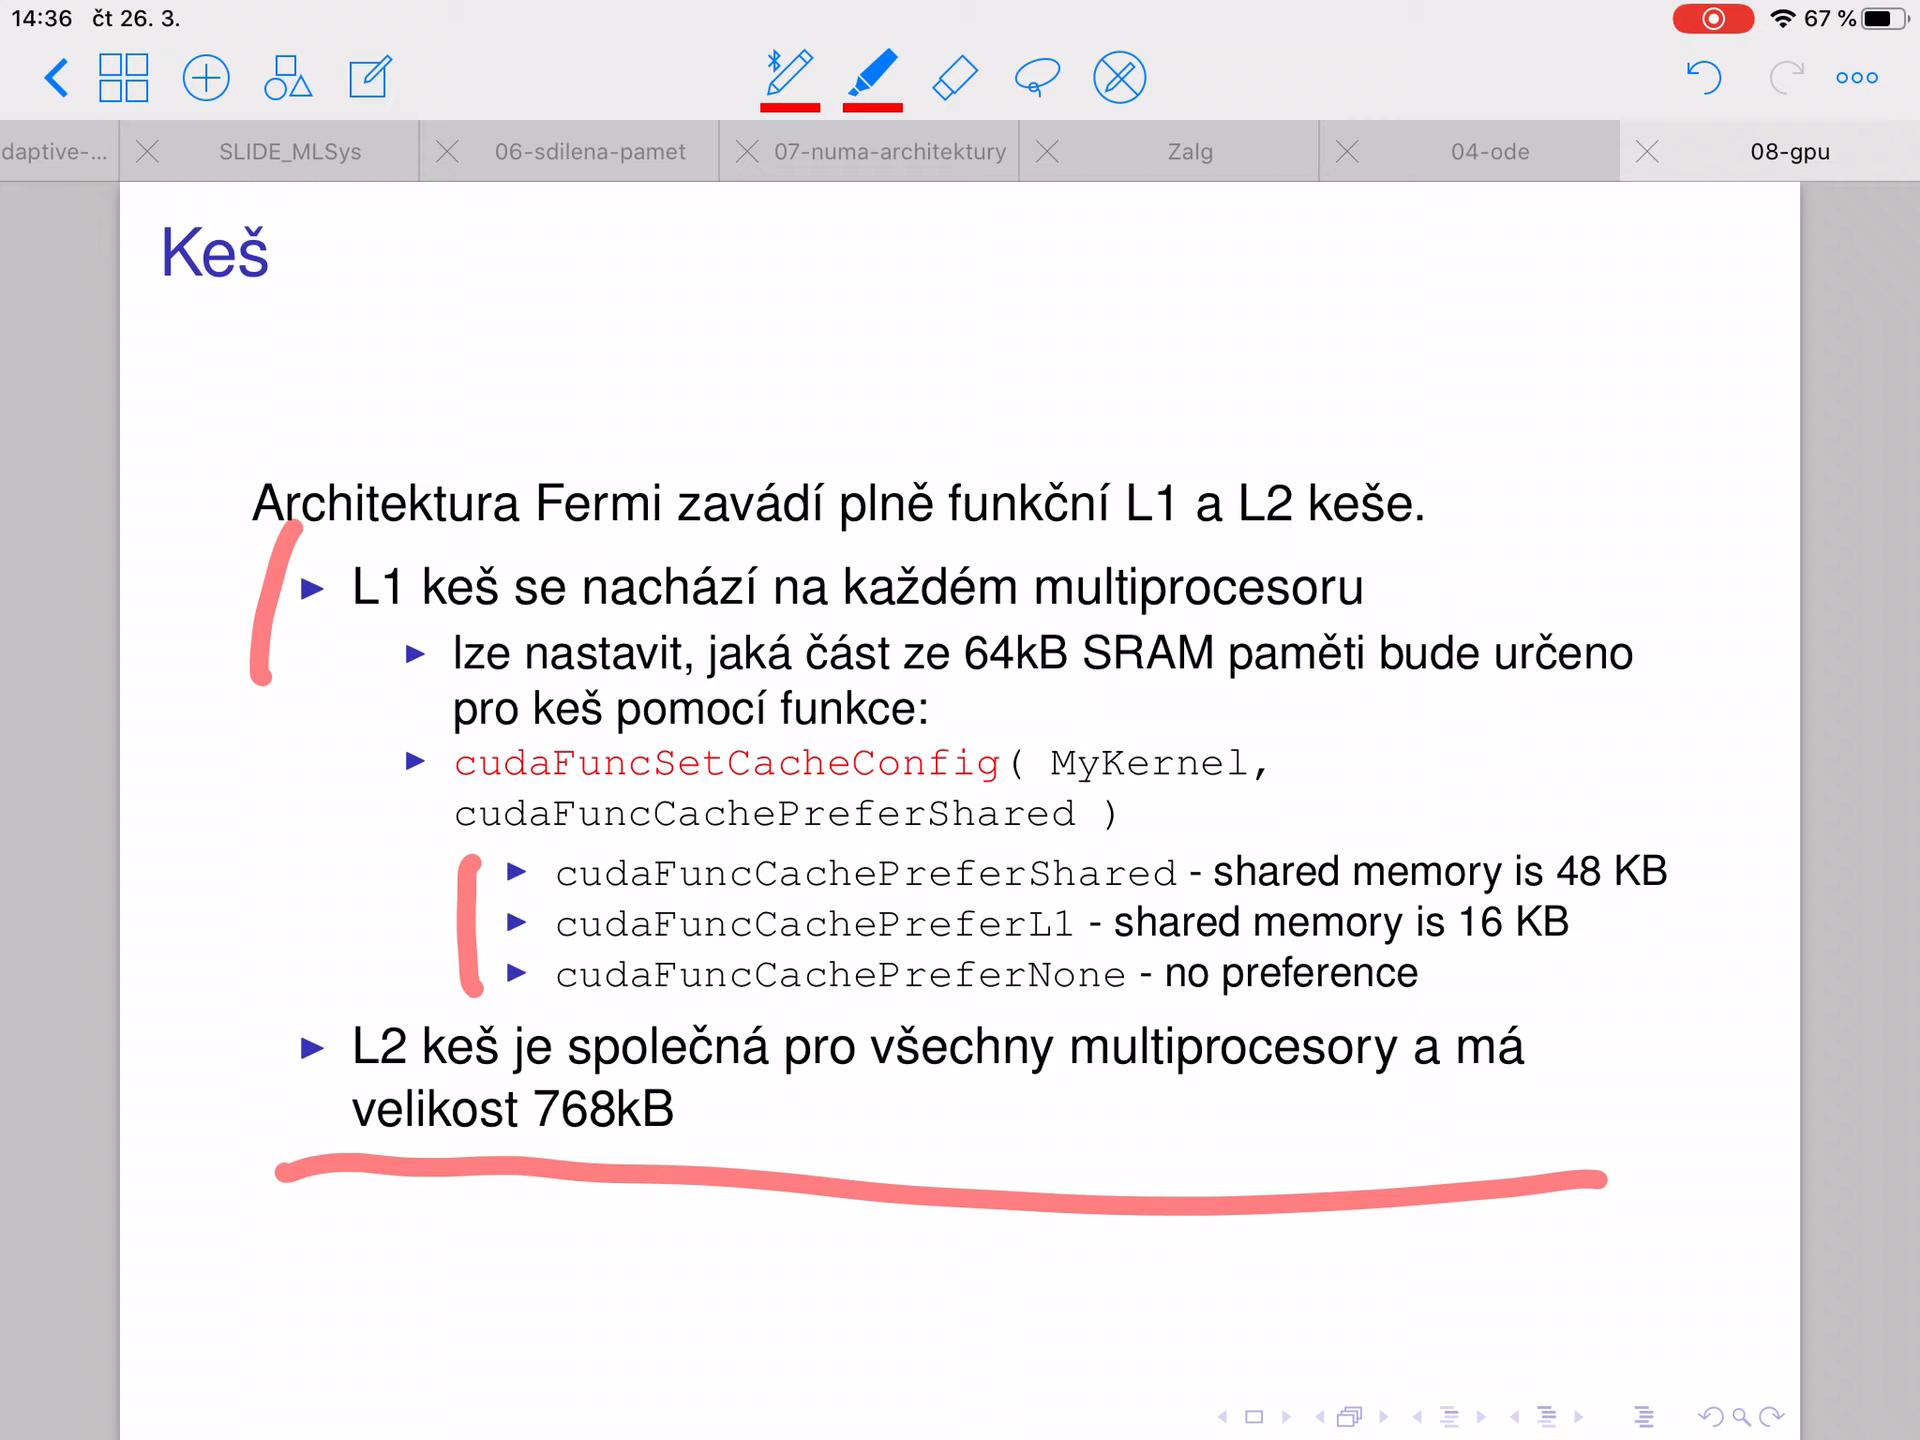 14:36 čt 26. 3. 67 %
daptive-... SLIDE_MLSys 06-sdilena-pamet 07-numa-architektury Zalg 04-ode 08-gpu
Keš
Architektura Fermi zavádí plně funkční L1 a L2 keše.
L1 keš se nachází na každém multiprocesoru
lze nastavit, jaká část ze 64kB SRAM paměti bude určeno
pro keš pomocí funkce:
cudaFuncSetCacheConfig( MyKernel,
cudaFuncCachePreferShared )
cudaFuncCachePreferShared - shared memory is 48 KB
cudaFuncCachePreferL1 - shared memory is 16 KB
cudaFuncCachePreferNone - no preference
L2 keš je společná pro všechny multiprocesory a má
velikost 768kB